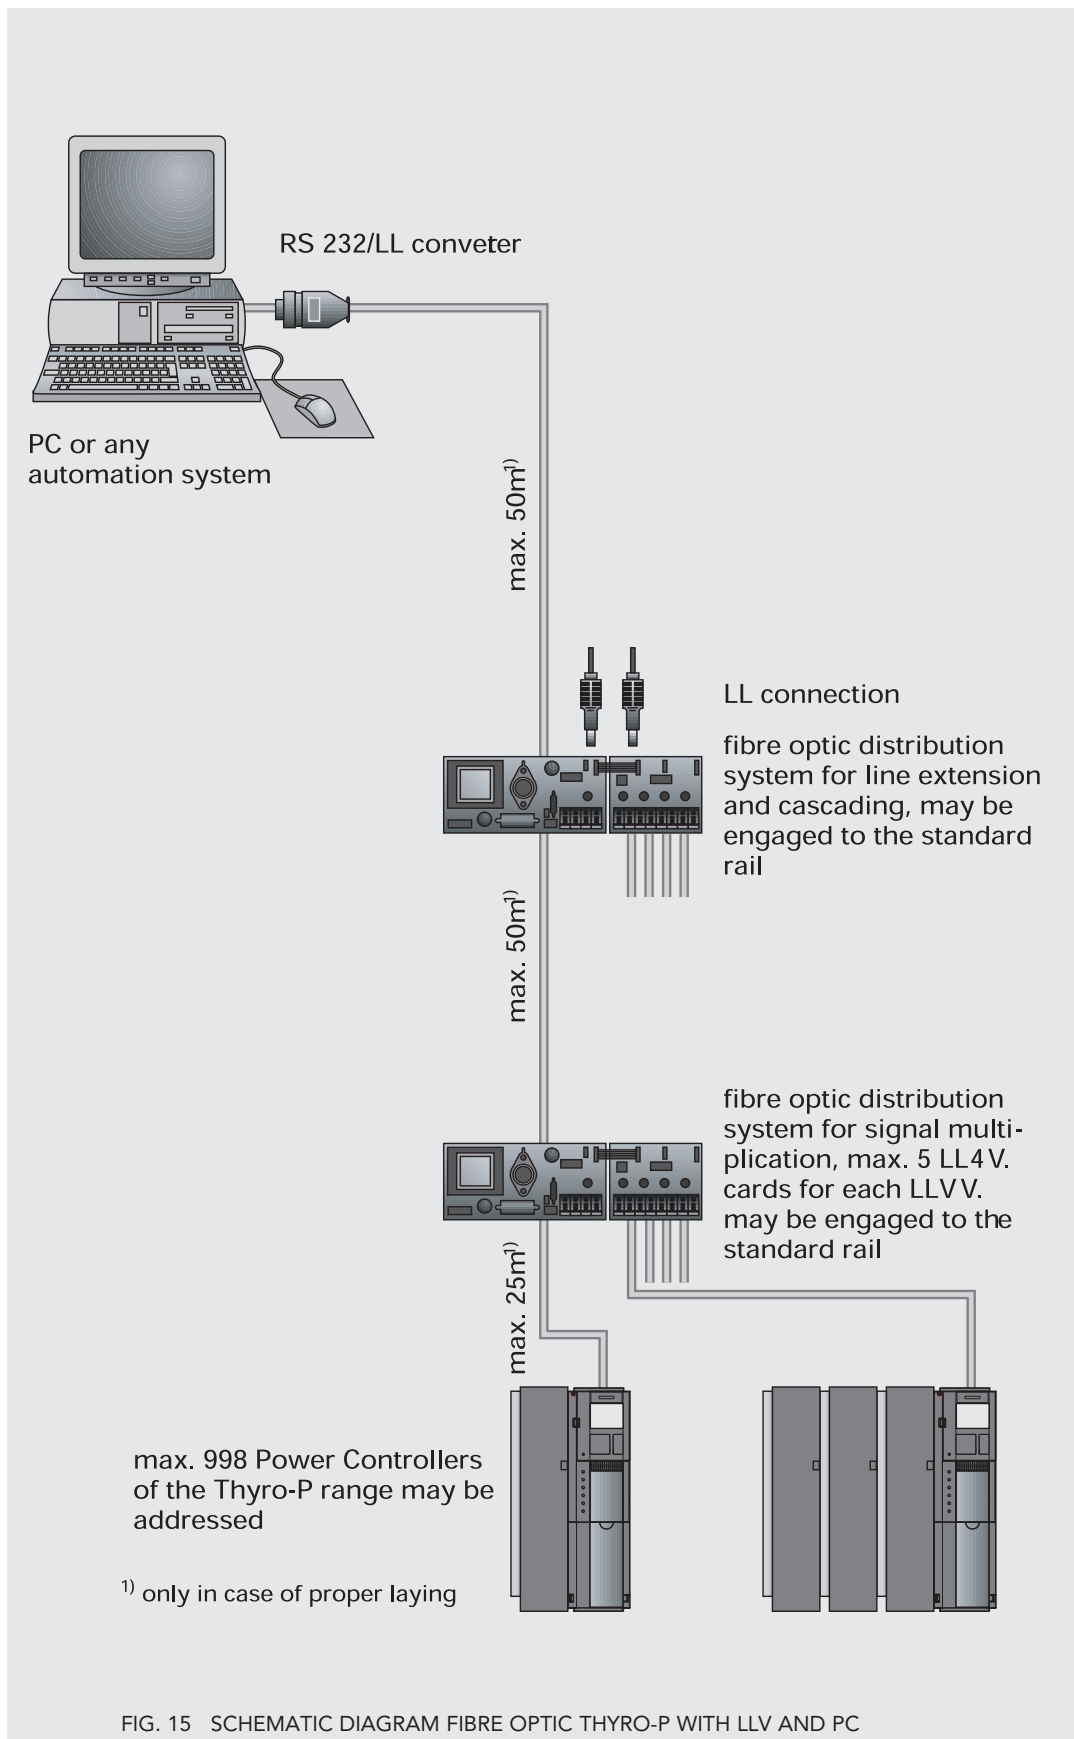 RS 232/LL conveter
PC or any
automation system
max. 50m1)
LL connection
fibre optic distribution
system for line extension
and cascading, may be
engaged to the standard
rail
max. 50m1)
fibre optic distribution
system for signal multi-
plication, max. 5 LL4V.
cards for each LLVV.
may be engaged to the
standard rail
max. 25m1)
max. 998 Power Controllers
of the Thyro-P range may be
addressed
1) only in case of proper laying
FIG. 15 SCHEMATIC DIAGRAM FIBRE OPTIC THYRO-P WITH LLV AND PC